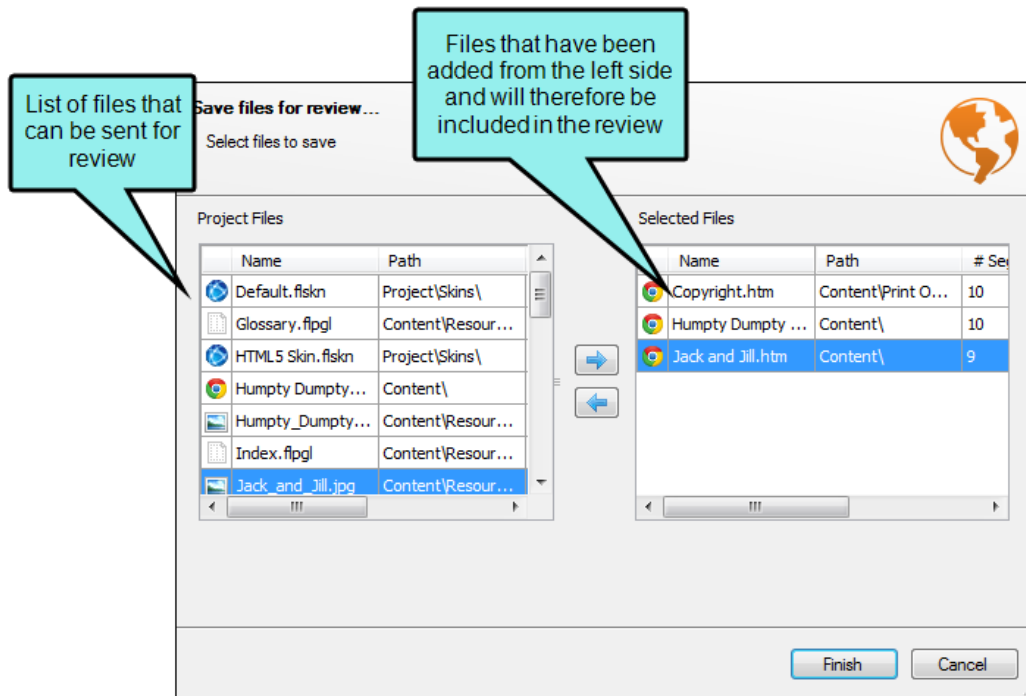 Files that have been
added from the left side
and will therefore be
included in the review
List of files that
can be sent for
review
Save files for review...
Select files to save
Project Files
Name Path
Default.flskn Project\Skins\
Glossary.flpgl Content\Resour...
HTML5 Skin.flskn Project\Skins\
Humpty Dumpty... Content\
Humpty_Dumpty... Content\Resour...
Index.flpgl Content\Resour...
Jack_and_Jill.jpg Content\Resour...
Selected Files
Name Path # Seg
Copyright.htm Content\Print O... 10
Humpty Dumpty ... Content\ 10
Jack and Jill.htm Content\ 9
Finish Cancel